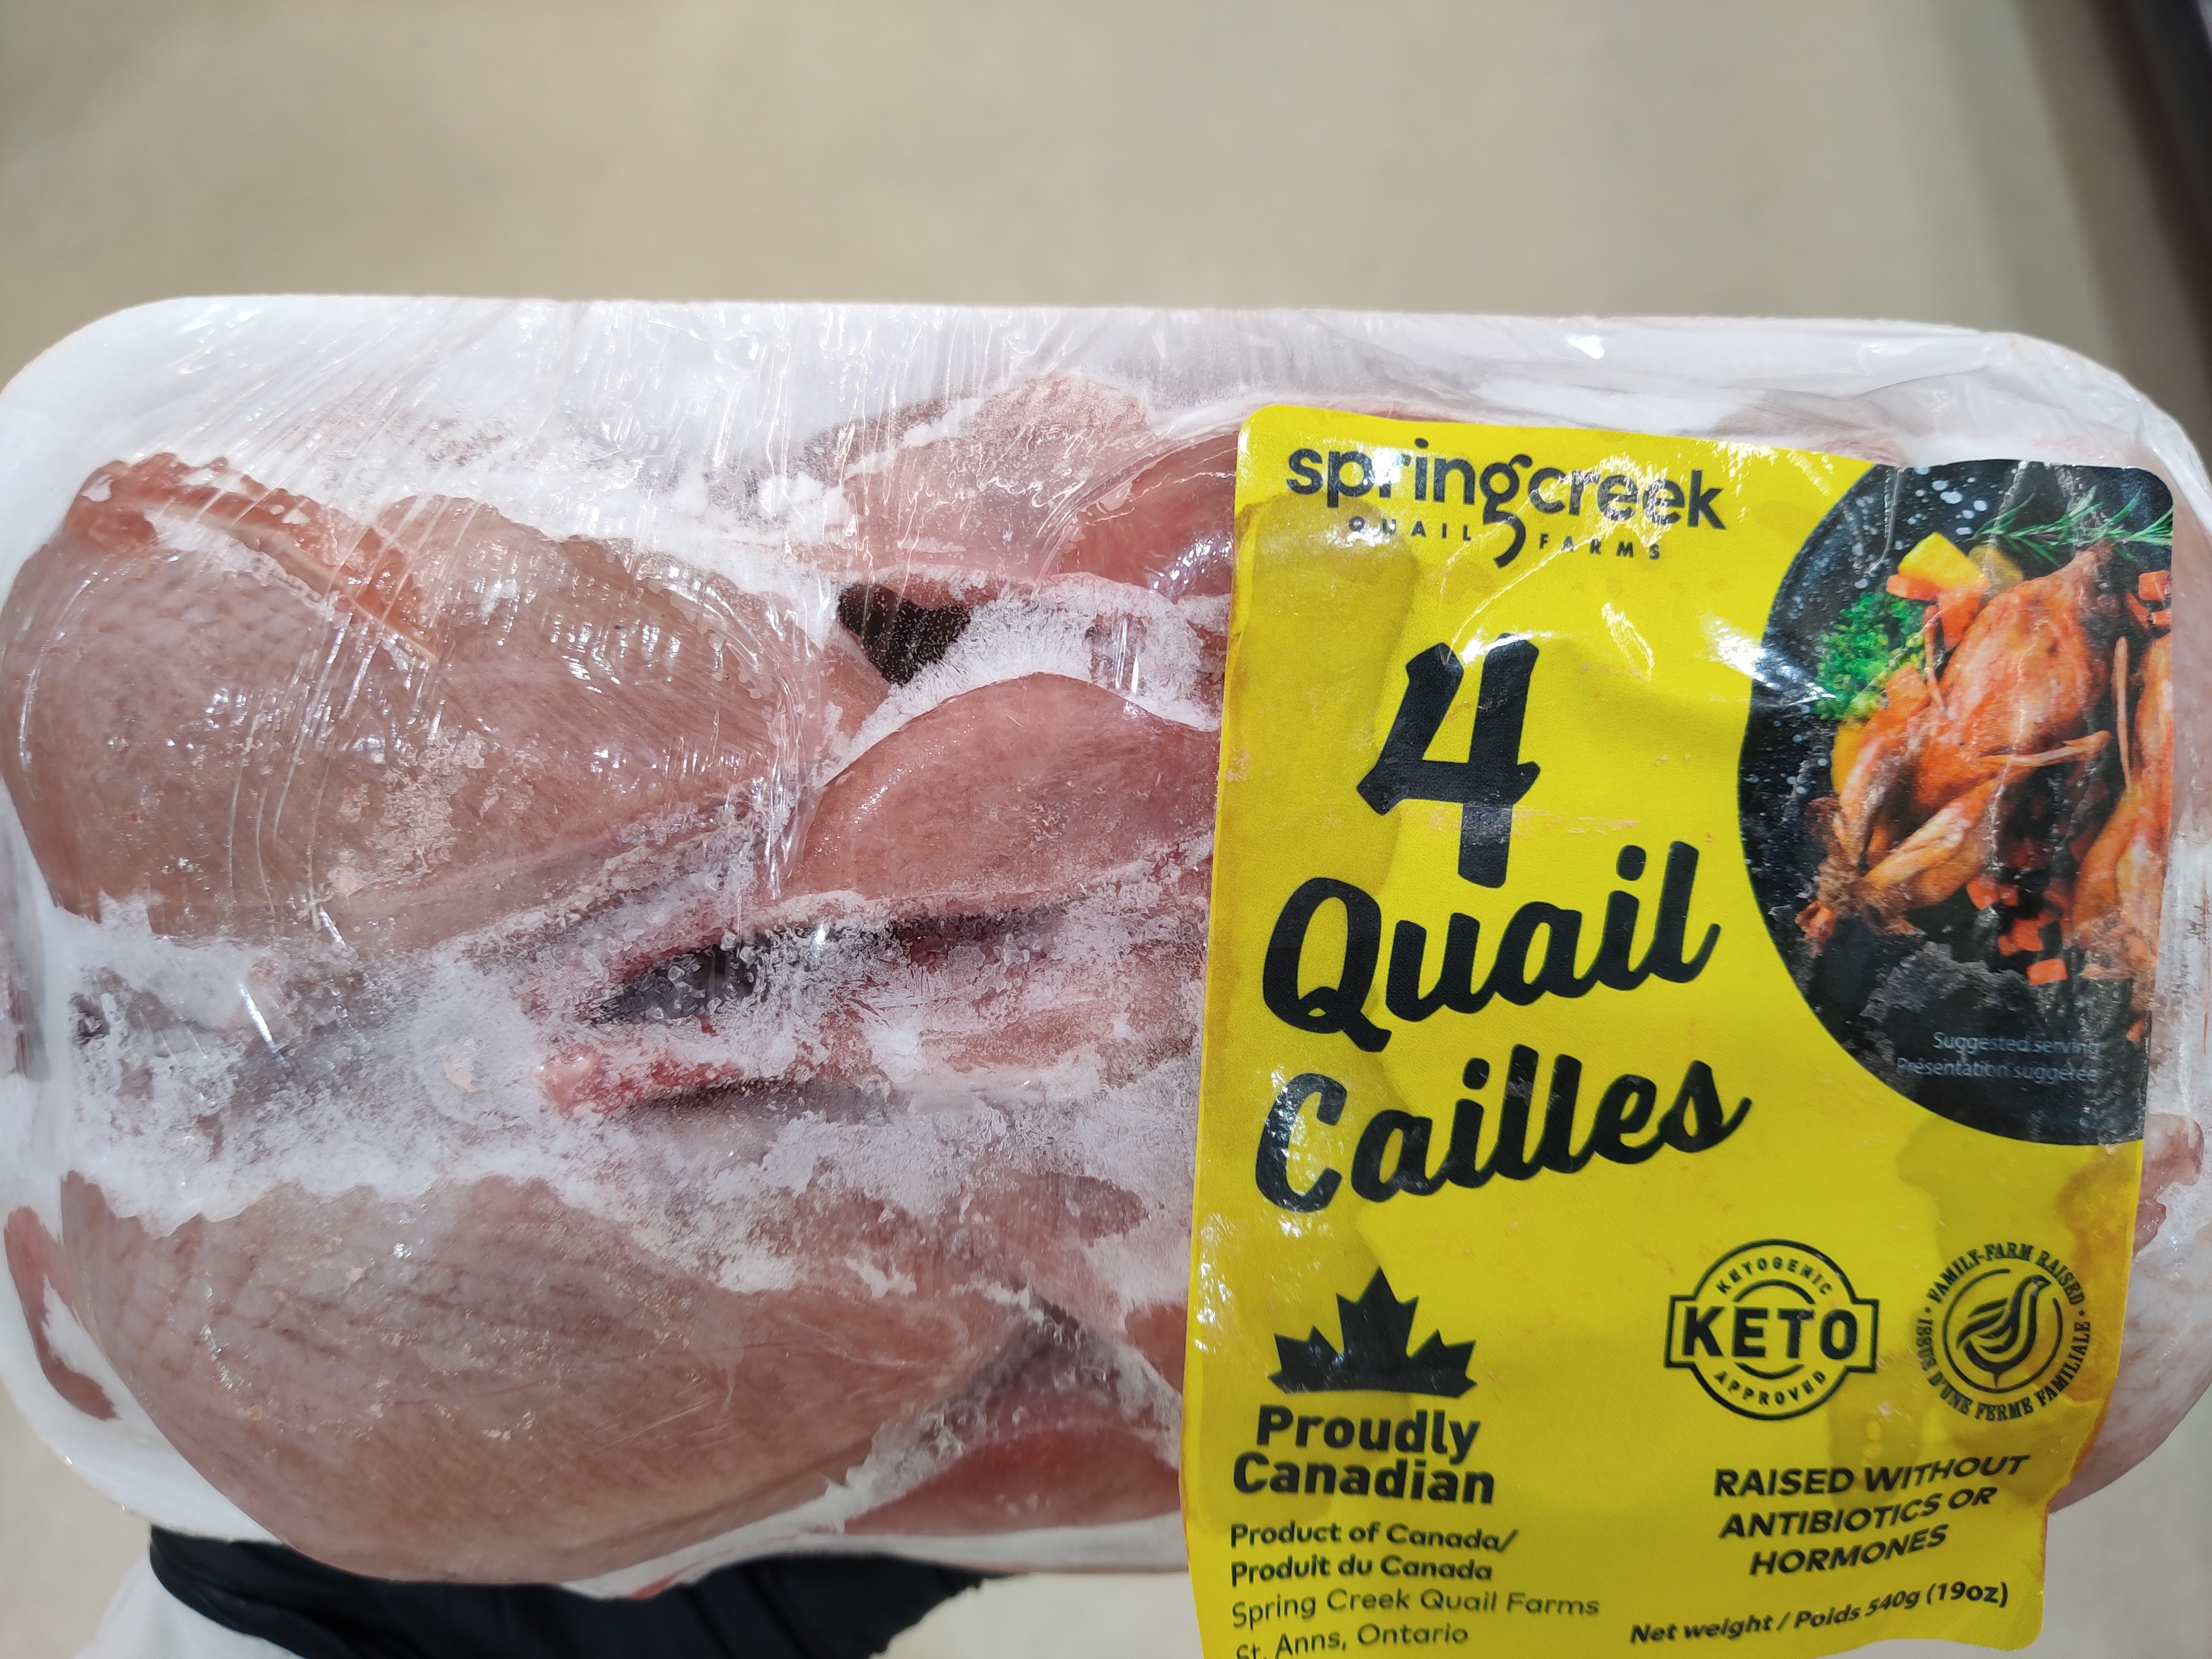 springcreek
QUAIL FARMS
4
Quail
Cailles
Suggested serving
Présentation suggérée
KETOGENIC
KETO
APPROVED
• FAMILY-FARM RAISED •
ISSUE D'UNE FERME FAMILIALE
Proudly
Canadian
Product of Canada/
Produit du Canada
Spring Creek Quail Farms
St. Anns, Ontario
RAISED WITHOUT
ANTIBIOTICS OR
HORMONES
Net weight / Poids 540g (19oz)